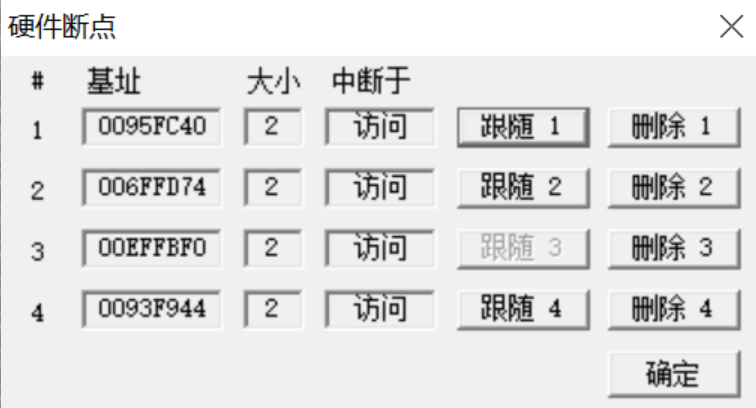 硬件断点
# 基址 大小 中断于
1 0095FC40 2 访问 跟随 1 删除 1
2 006FFD74 2 访问 跟随 2 删除 2
3 00EFFBF0 2 访问 跟随 3 删除 3
4 0093F944 2 访问 跟随 4 删除 4
确定